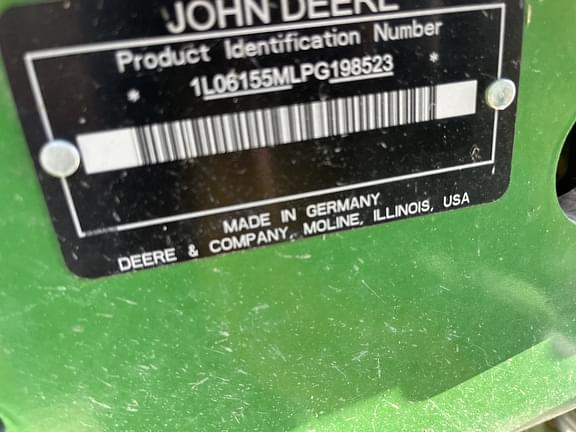 JOHN DEERE
Product Identification Number
* 1L06155MLPG198523 *
MADE IN GERMANY
DEERE & COMPANY, MOLINE, ILLINOIS, USA